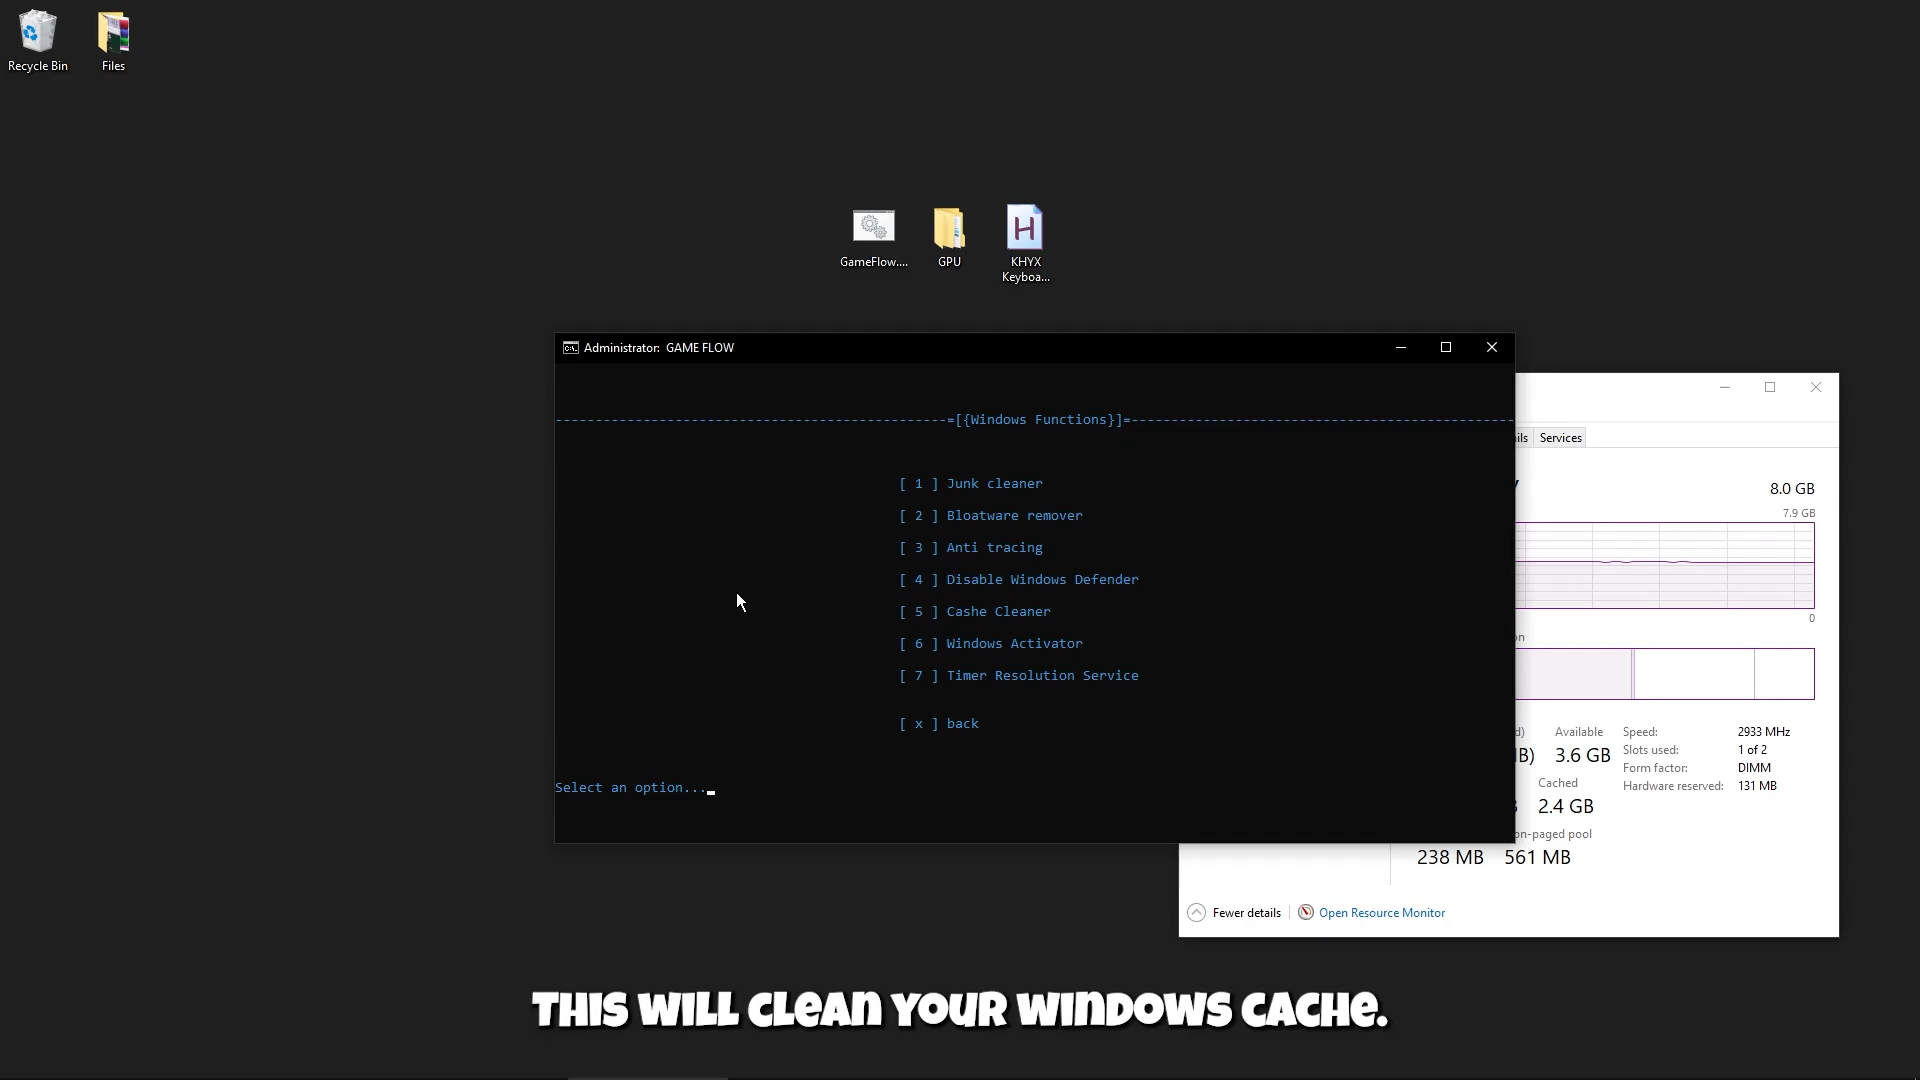 Recycle Bin
Files
GameFlow....
GPU
KHYX
Keyboa...
Administrator: GAME FLOW
=[{Windows Functions}]=
[ 1 ] Junk cleaner
[ 2 ] Bloatware remover
[ 3 ] Anti tracing
[ 4 ] Disable Windows Defender
[ 5 ] Cashe Cleaner
[ 6 ] Windows Activator
[ 7 ] Timer Resolution Service
[ x ] back
Select an option...
Services
8.0 GB
7.9 GB
0
Available
3.6 GB
Cached
2.4 GB
on-paged pool
238 MB 561 MB
Speed: 2933 MHz
Slots used: 1 of 2
Form factor: DIMM
Hardware reserved: 131 MB
Fewer details
Open Resource Monitor
THIS WILL CLEAN YOUR WINDOWS CACHE.